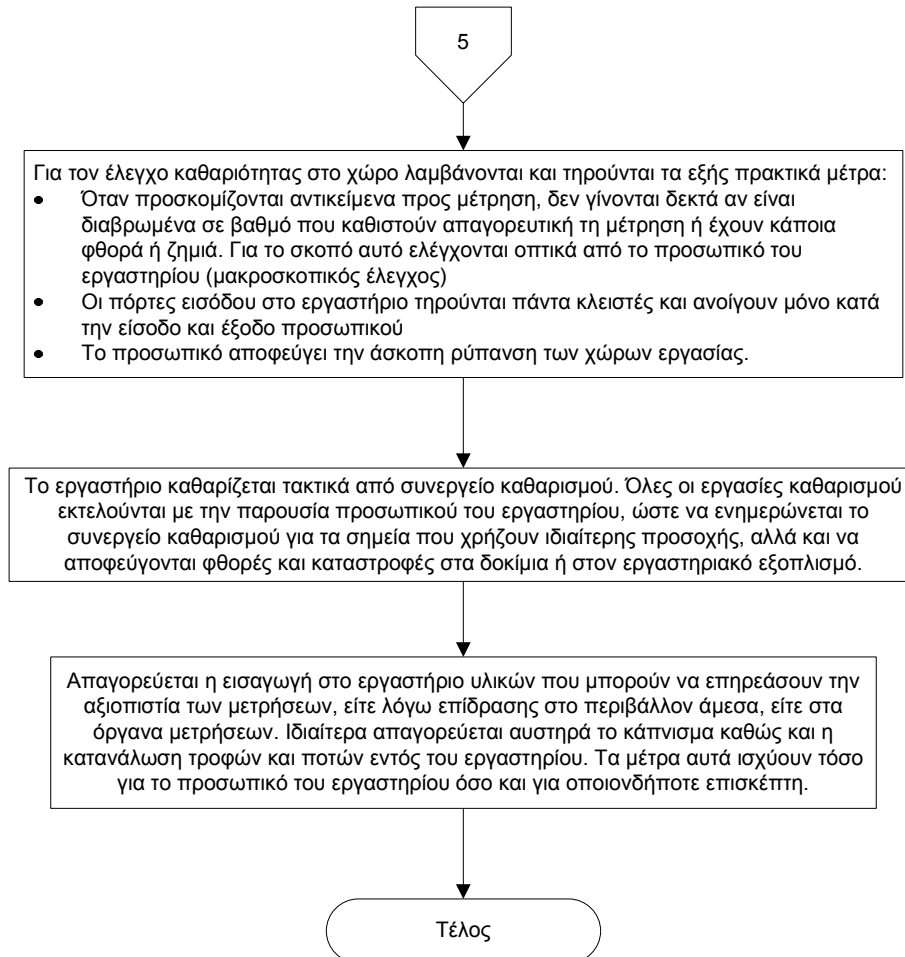 5
Για τον έλεγχο καθαριότητας στο χώρο λαμβάνονται και τηρούνται τα εξής πρακτικά μέτρα:
• Όταν προσκομίζονται αντικείμενα προς μέτρηση, δεν γίνονται δεκτά αν είναι
διαβρωμένα σε βαθμό που καθιστούν απαγορευτική τη μέτρηση ή έχουν κάποια
φθορά ή ζημιά. Για το σκοπό αυτό ελέγχονται οπτικά από το προσωπικό του
εργαστηρίου (μακροσκοπικός έλεγχος)
• Οι πόρτες εισόδου στο εργαστήριο τηρούνται πάντα κλειστές και ανοίγουν μόνο κατά
την είσοδο και έξοδο προσωπικού
• Το προσωπικό αποφεύγει την άσκοπη ρύπανση των χώρων εργασίας.
Το εργαστήριο καθαρίζεται τακτικά από συνεργείο καθαρισμού. Όλες οι εργασίες καθαρισμού
εκτελούνται με την παρουσία προσωπικού του εργαστηρίου, ώστε να ενημερώνεται το
συνεργείο καθαρισμού για τα σημεία που χρήζουν ιδιαίτερης προσοχής, αλλά και να
αποφεύγονται φθορές και καταστροφές στα δοκίμια ή στον εργαστηριακό εξοπλισμό.
Απαγορεύεται η εισαγωγή στο εργαστήριο υλικών που μπορούν να επηρεάσουν την
αξιοπιστία των μετρήσεων, είτε λόγω επίδρασης στο περιβάλλον άμεσα, είτε στα
όργανα μετρήσεων. Ιδιαίτερα απαγορεύεται αυστηρά το κάπνισμα καθώς και η
κατανάλωση τροφών και ποτών εντός του εργαστηρίου. Τα μέτρα αυτά ισχύουν τόσο
για το προσωπικό του εργαστηρίου όσο και για οποιονδήποτε επισκέπτη.
Τέλος